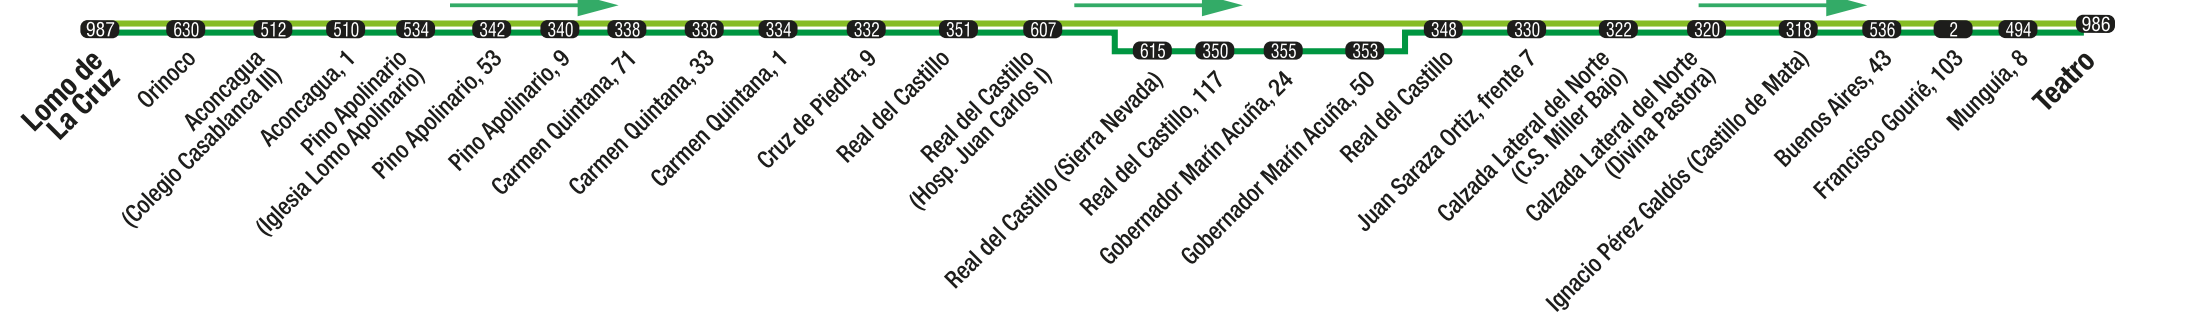 987 630 512 510 534 342 340 338 336 334 332 351 607 615 350 355 353 348 330 322 320 318 536 2 494 986
Lomo de
La Cruz
Orinoco
Aconcagua
(Colegio Casablanca III)
Aconcagua, 1
Pino Apolinario
(Iglesia Lomo Apolinario)
Pino Apolinario, 53
Pino Apolinario, 9
Carmen Quintana, 71
Carmen Quintana, 33
Carmen Quintana, 1
Cruz de Piedra, 9
Real del Castillo
Real del Castillo
(Hosp. Juan Carlos I)
Real del Castillo (Sierra Nevada)
Real del Castillo, 117
Gobernador Marín Acuña, 24
Gobernador Marín Acuña, 50
Real del Castillo
Juan Saraza Ortiz, frente 7
Calzada Lateral del Norte
(C.S. Miller Bajo)
Calzada Lateral del Norte
(Divina Pastora)
Ignacio Pérez Galdós (Castillo de Mata)
Buenos Aires, 43
Francisco Gourié, 103
Munguía, 8
Teatro